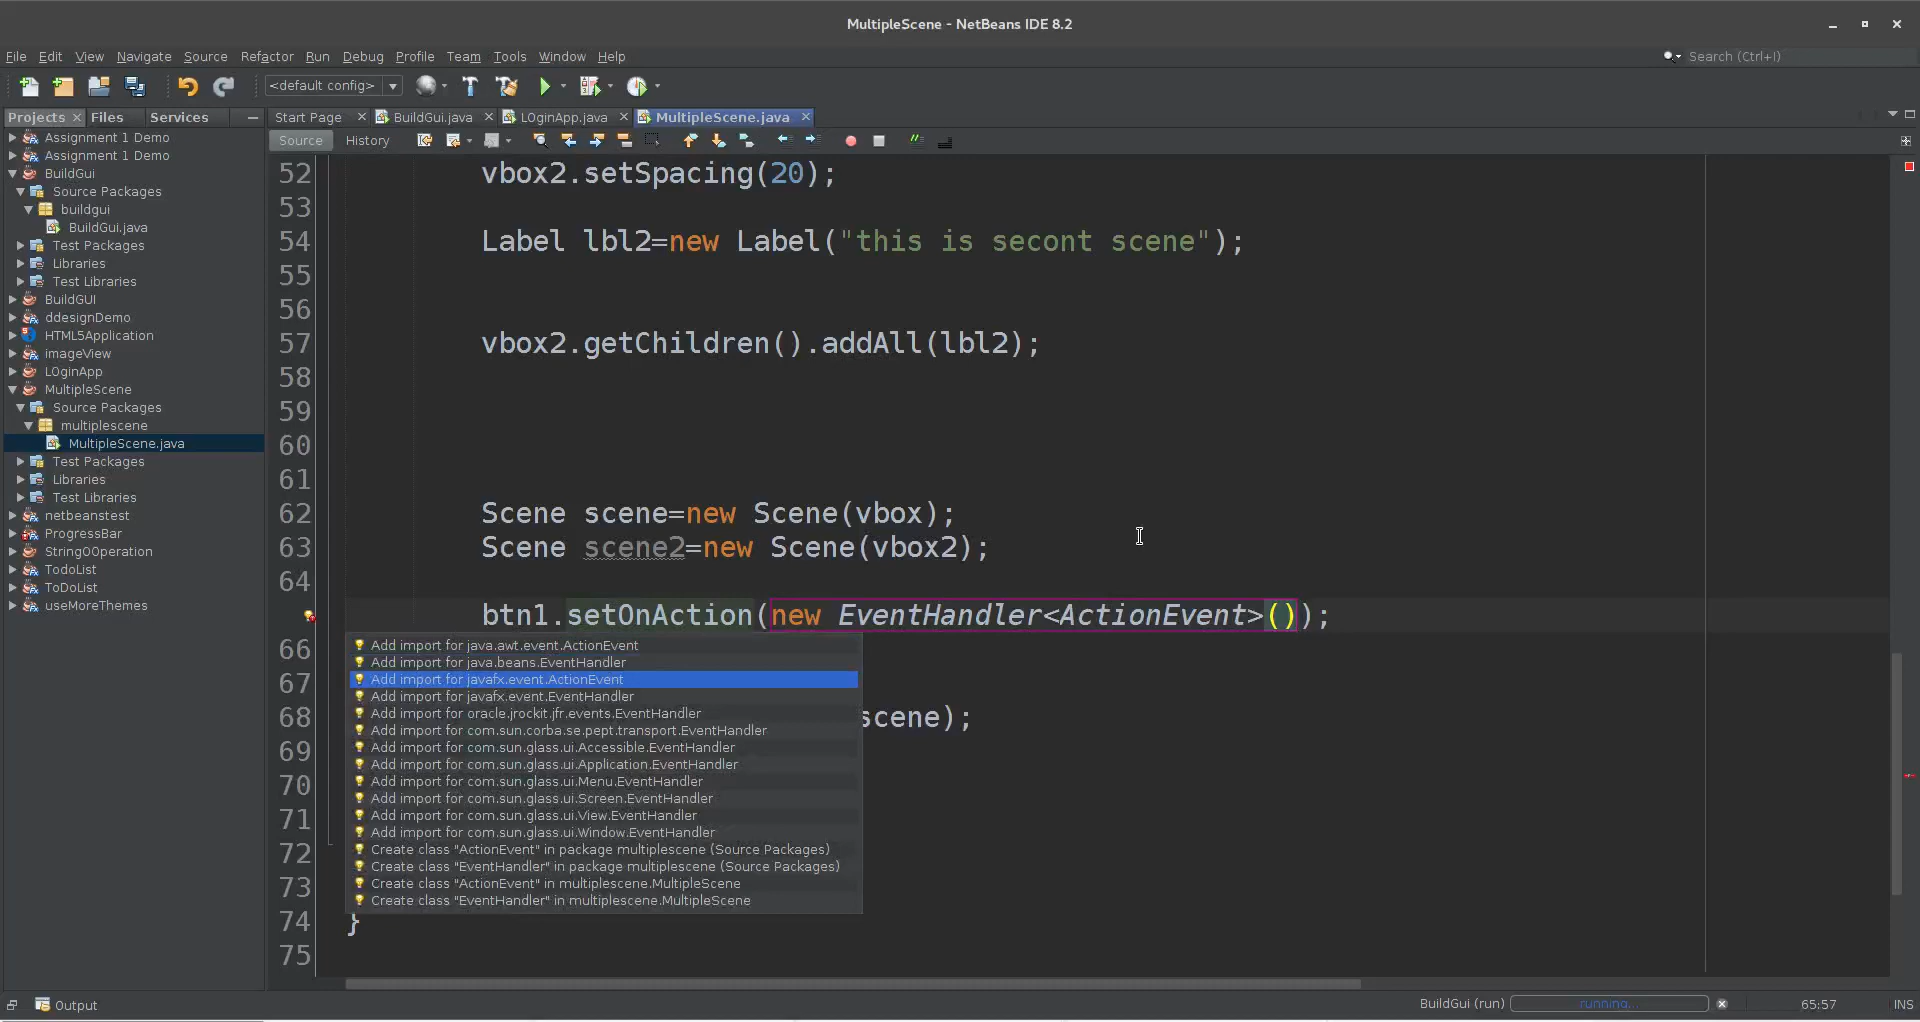 MultipleScene - NetBeans IDE 8.2
File Edit View Navigate Source Refactor Run Debug Profile Team Tools Window Help
Search (Ctrl+I)
<default config>
Projects Files Services
Start Page BuildGui.java LOginApp.java MultipleScene.java
Source History
Assignment 1 Demo
Assignment 1 Demo
BuildGui
Source Packages
buildgui
BuildGui.java
Test Packages
Libraries
Test Libraries
BuildGUI
ddesignDemo
HTML5Application
imageView
LOginApp
MultipleScene
Source Packages
multiplescene
MultipleScene.java
Test Packages
Libraries
Test Libraries
netbeanstest
ProgressBar
StringOOperation
TodoList
ToDoList
useMoreThemes
52 vbox2.setSpacing(20);
53
54 Label lbl2=new Label("this is secont scene");
55
56
57 vbox2.getChildren().addAll(lbl2);
58
59
60
61
62 Scene scene=new Scene(vbox);
63 Scene scene2=new Scene(vbox2);
64
btn1.setOnAction(new EventHandler<ActionEvent>());
66
67
68 scene);
69
70
71
72
73
74 }
75
Add import for java.awt.event.ActionEvent
Add import for java.beans.EventHandler
Add import for javafx.event.ActionEvent
Add import for javafx.event.EventHandler
Add import for oracle.jrockit.jfr.events.EventHandler
Add import for com.sun.corba.se.pept.transport.EventHandler
Add import for com.sun.glass.ui.Accessible.EventHandler
Add import for com.sun.glass.ui.Application.EventHandler
Add import for com.sun.glass.ui.Menu.EventHandler
Add import for com.sun.glass.ui.Screen.EventHandler
Add import for com.sun.glass.ui.View.EventHandler
Add import for com.sun.glass.ui.Window.EventHandler
Create class "ActionEvent" in package multiplescene (Source Packages)
Create class "EventHandler" in package multiplescene (Source Packages)
Create class "ActionEvent" in multiplescene.MultipleScene
Create class "EventHandler" in multiplescene.MultipleScene
Output
BuildGui (run) running... 65:57 INS